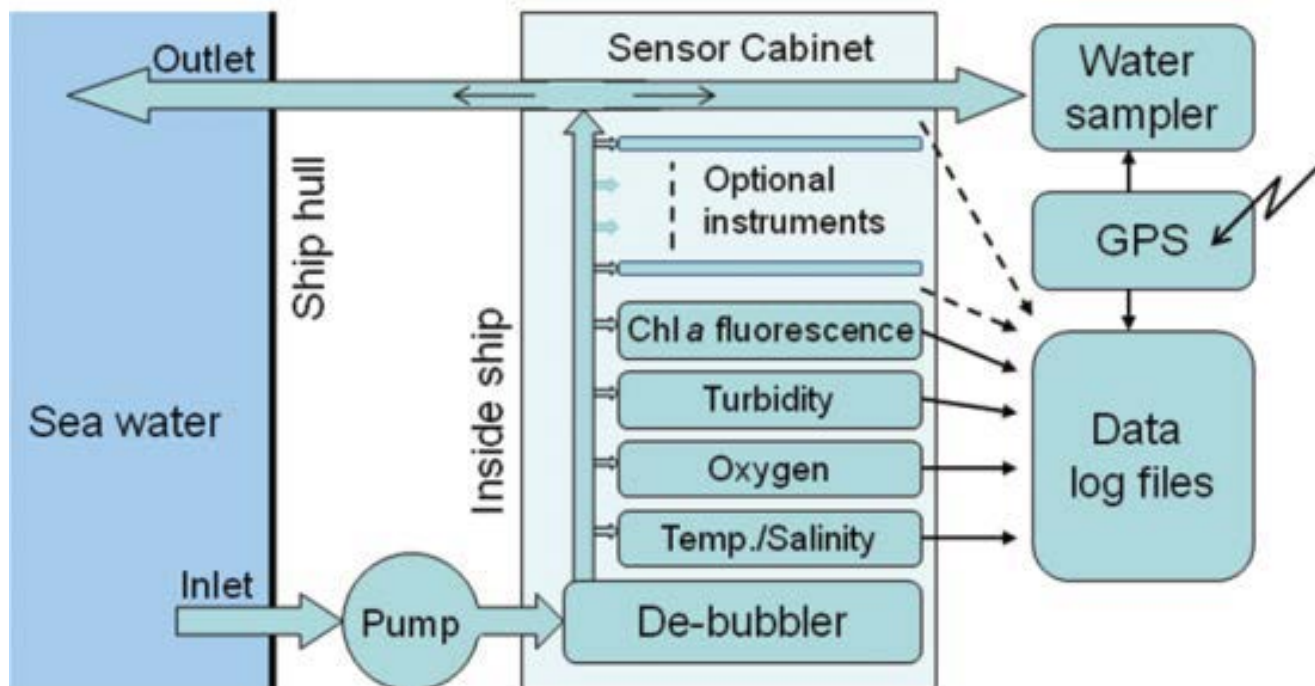 Outlet
Sensor Cabinet
Water
sampler
Ship hull
Optional
instruments
GPS
Inside ship
Chl a fluorescence
Sea water
Turbidity
Data
log files
Oxygen
Temp./Salinity
Inlet
Pump
De-bubbler